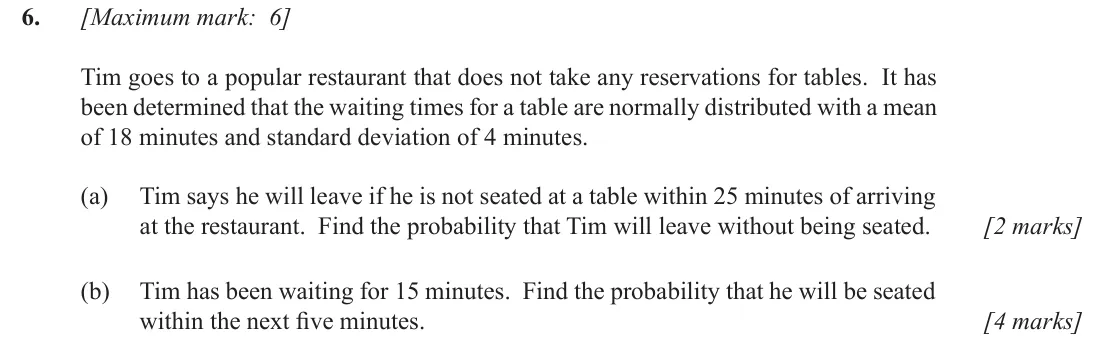 6. [Maximum mark: 6]
Tim goes to a popular restaurant that does not take any reservations for tables. It has
been determined that the waiting times for a table are normally distributed with a mean
of 18 minutes and standard deviation of 4 minutes.
(a) Tim says he will leave if he is not seated at a table within 25 minutes of arriving
at the restaurant. Find the probability that Tim will leave without being seated. [2 marks]
(b) Tim has been waiting for 15 minutes. Find the probability that he will be seated
within the next five minutes. [4 marks]